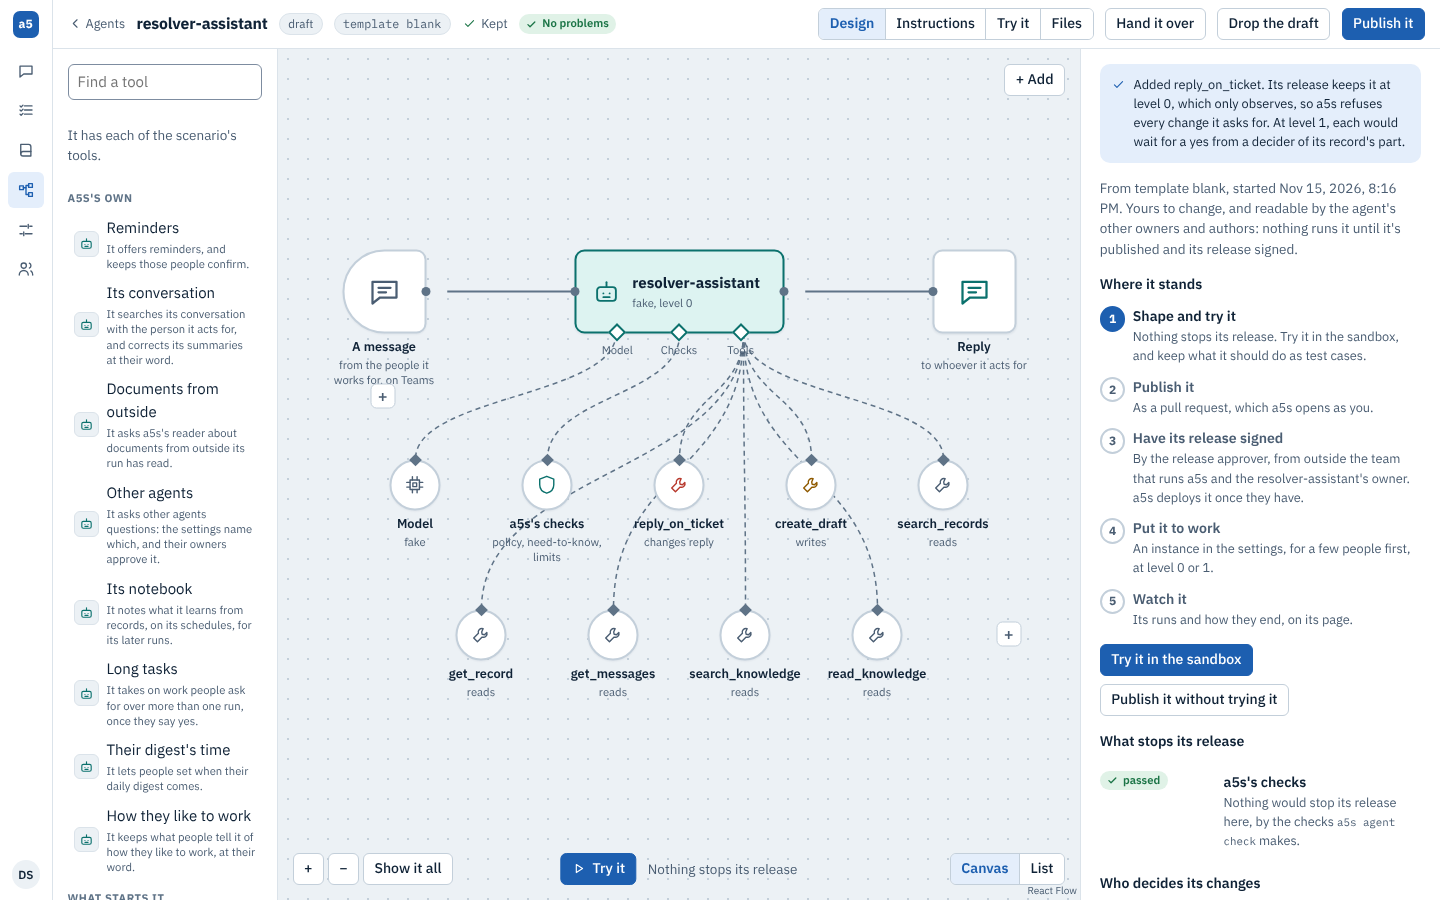 a5
Agents
resolver-assistant
draft
template blank
Kept
No problems
Design
Instructions
Try it
Files
Hand it over
Drop the draft
Publish it
Find a tool
It has each of the scenario's
tools.
A5S'S OWN
Reminders
It offers reminders, and
keeps those people confirm.
Its conversation
It searches its conversation
with the person it acts for,
and corrects its summaries
at their word.
Documents from
outside
It asks a5s's reader about
documents from outside its
run has read.
Other agents
It asks other agents
questions: the settings name
which, and their owners
approve it.
Its notebook
It notes what it learns from
records, on its schedules, for
its later runs.
Long tasks
It takes on work people ask
for over more than one run,
once they say yes.
Their digest's time
It lets people set when their
daily digest comes.
How they like to work
It keeps what people tell it of
how they like to work, at their
word.
WHAT STARTS IT
DS
+ Add
A message
from the people it
works for, on Teams
+
resolver-assistant
fake, level 0
Model
Checks
Tools
Reply
to whoever it acts for
Model
fake
a5s's checks
policy, need-to-know,
limits
reply_on_ticket
changes reply
create_draft
writes
search_records
reads
get_record
reads
get_messages
reads
search_knowledge
reads
read_knowledge
reads
+
+
−
Show it all
Try it
Nothing stops its release
Canvas
List
React Flow
Added reply_on_ticket. Its release keeps it at
level 0, which only observes, so a5s refuses
every change it asks for. At level 1, each would
wait for a yes from a decider of its record's part.
From template blank, started Nov 15, 2026, 8:16
PM. Yours to change, and readable by the agent's
other owners and authors: nothing runs it until it's
published and its release signed.
Where it stands
1
Shape and try it
Nothing stops its release. Try it in the sandbox,
and keep what it should do as test cases.
2
Publish it
As a pull request, which a5s opens as you.
3
Have its release signed
By the release approver, from outside the team
that runs a5s and the resolver-assistant's owner.
a5s deploys it once they have.
4
Put it to work
An instance in the settings, for a few people first,
at level 0 or 1.
5
Watch it
Its runs and how they end, on its page.
Try it in the sandbox
Publish it without trying it
What stops its release
passed
a5s's checks
Nothing would stop its release
here, by the checks a5s agent
check makes.
Who decides its changes